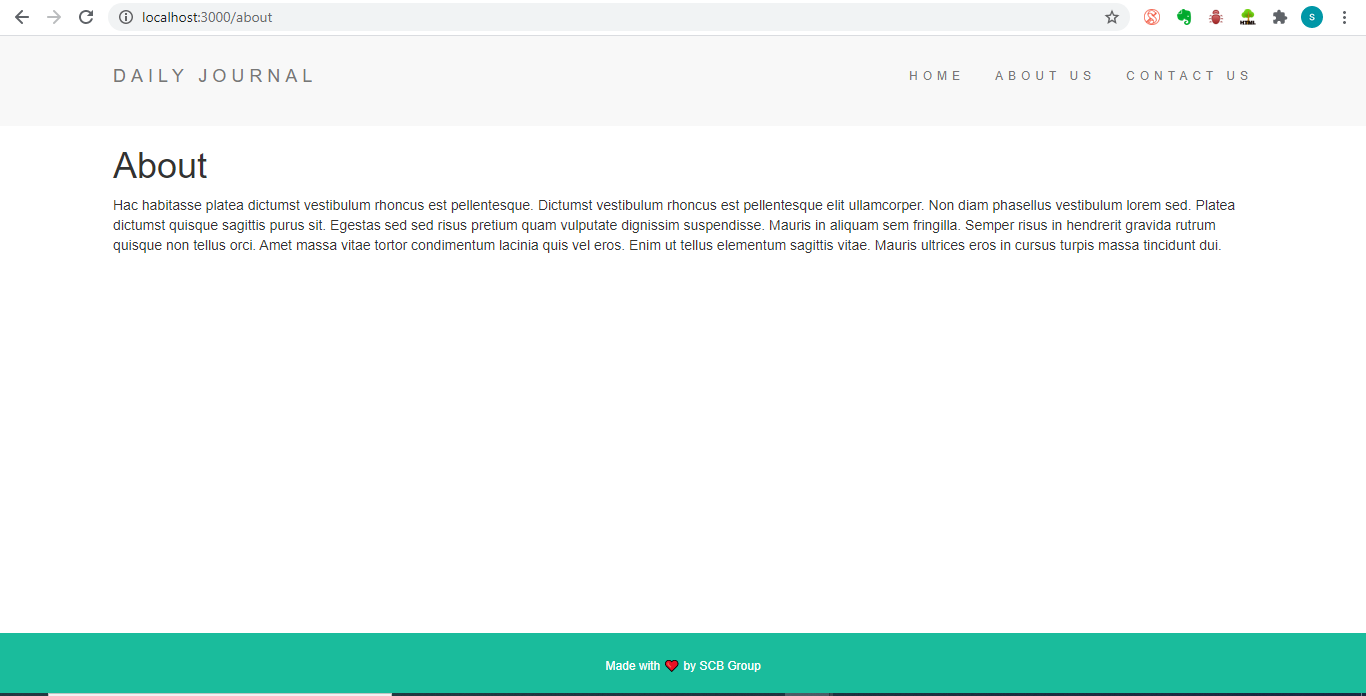 localhost:3000/about
HTML
S
DAILY JOURNAL
HOME ABOUT US CONTACT US
About
Hac habitasse platea dictumst vestibulum rhoncus est pellentesque. Dictumst vestibulum rhoncus est pellentesque elit ullamcorper. Non diam phasellus vestibulum lorem sed. Platea
dictumst quisque sagittis purus sit. Egestas sed sed risus pretium quam vulputate dignissim suspendisse. Mauris in aliquam sem fringilla. Semper risus in hendrerit gravida rutrum
quisque non tellus orci. Amet massa vitae tortor condimentum lacinia quis vel eros. Enim ut tellus elementum sagittis vitae. Mauris ultrices eros in cursus turpis massa tincidunt dui.
Made with ❤ by SCB Group